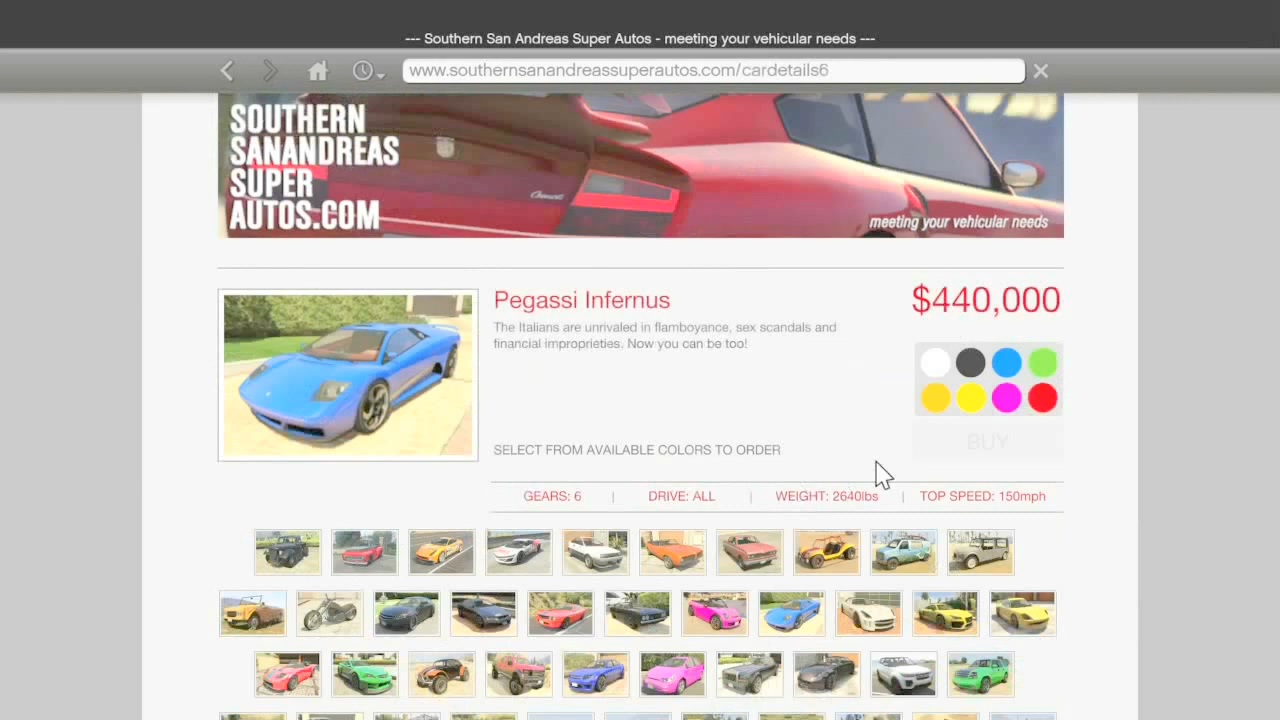 --- Southern San Andreas Super Autos - meeting your vehicular needs ---
www.southernsanandreassuperautos.com/cardetails6
SOUTHERN
SANANDREAS
SUPER
AUTOS.COM
meeting your vehicular needs
Pegassi Infernus
$440,000
The Italians are unrivaled in flamboyance, sex scandals and
financial improprieties. Now you can be too!
BUY
SELECT FROM AVAILABLE COLORS TO ORDER
GEARS: 6 | DRIVE: ALL | WEIGHT: 2640lbs | TOP SPEED: 150mph